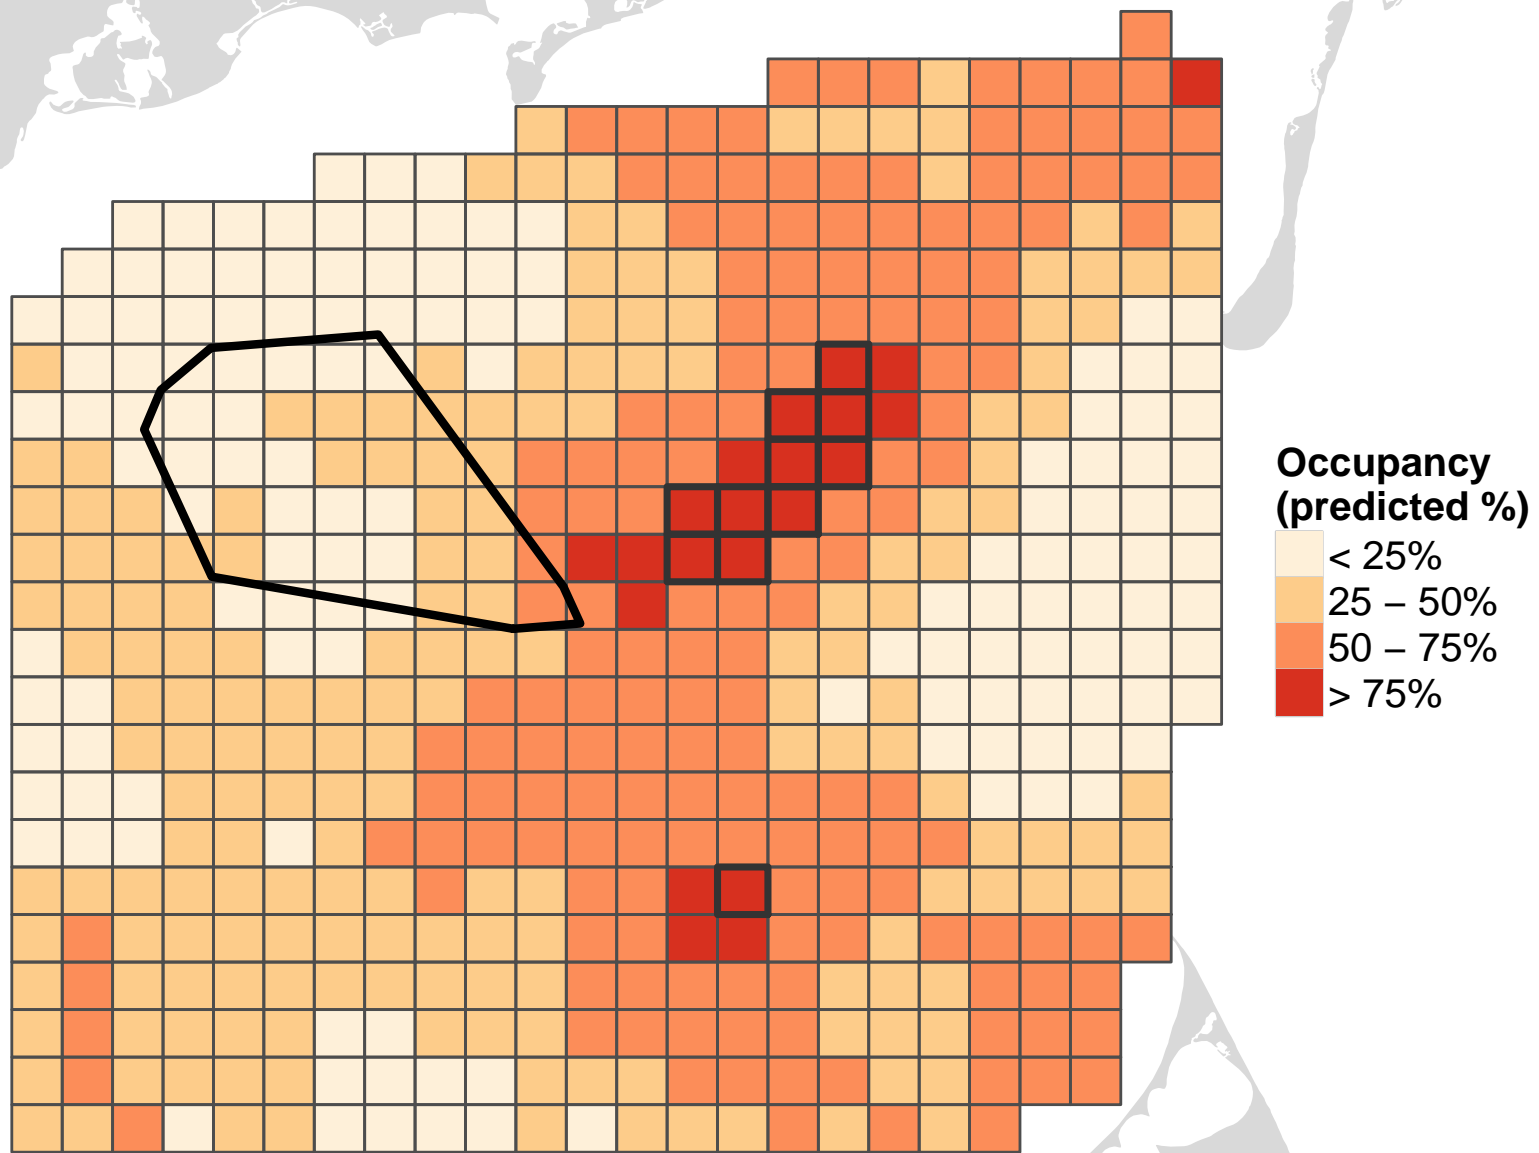 Occupancy
(predicted %)
< 25%
25 – 50%
50 – 75%
> 75%